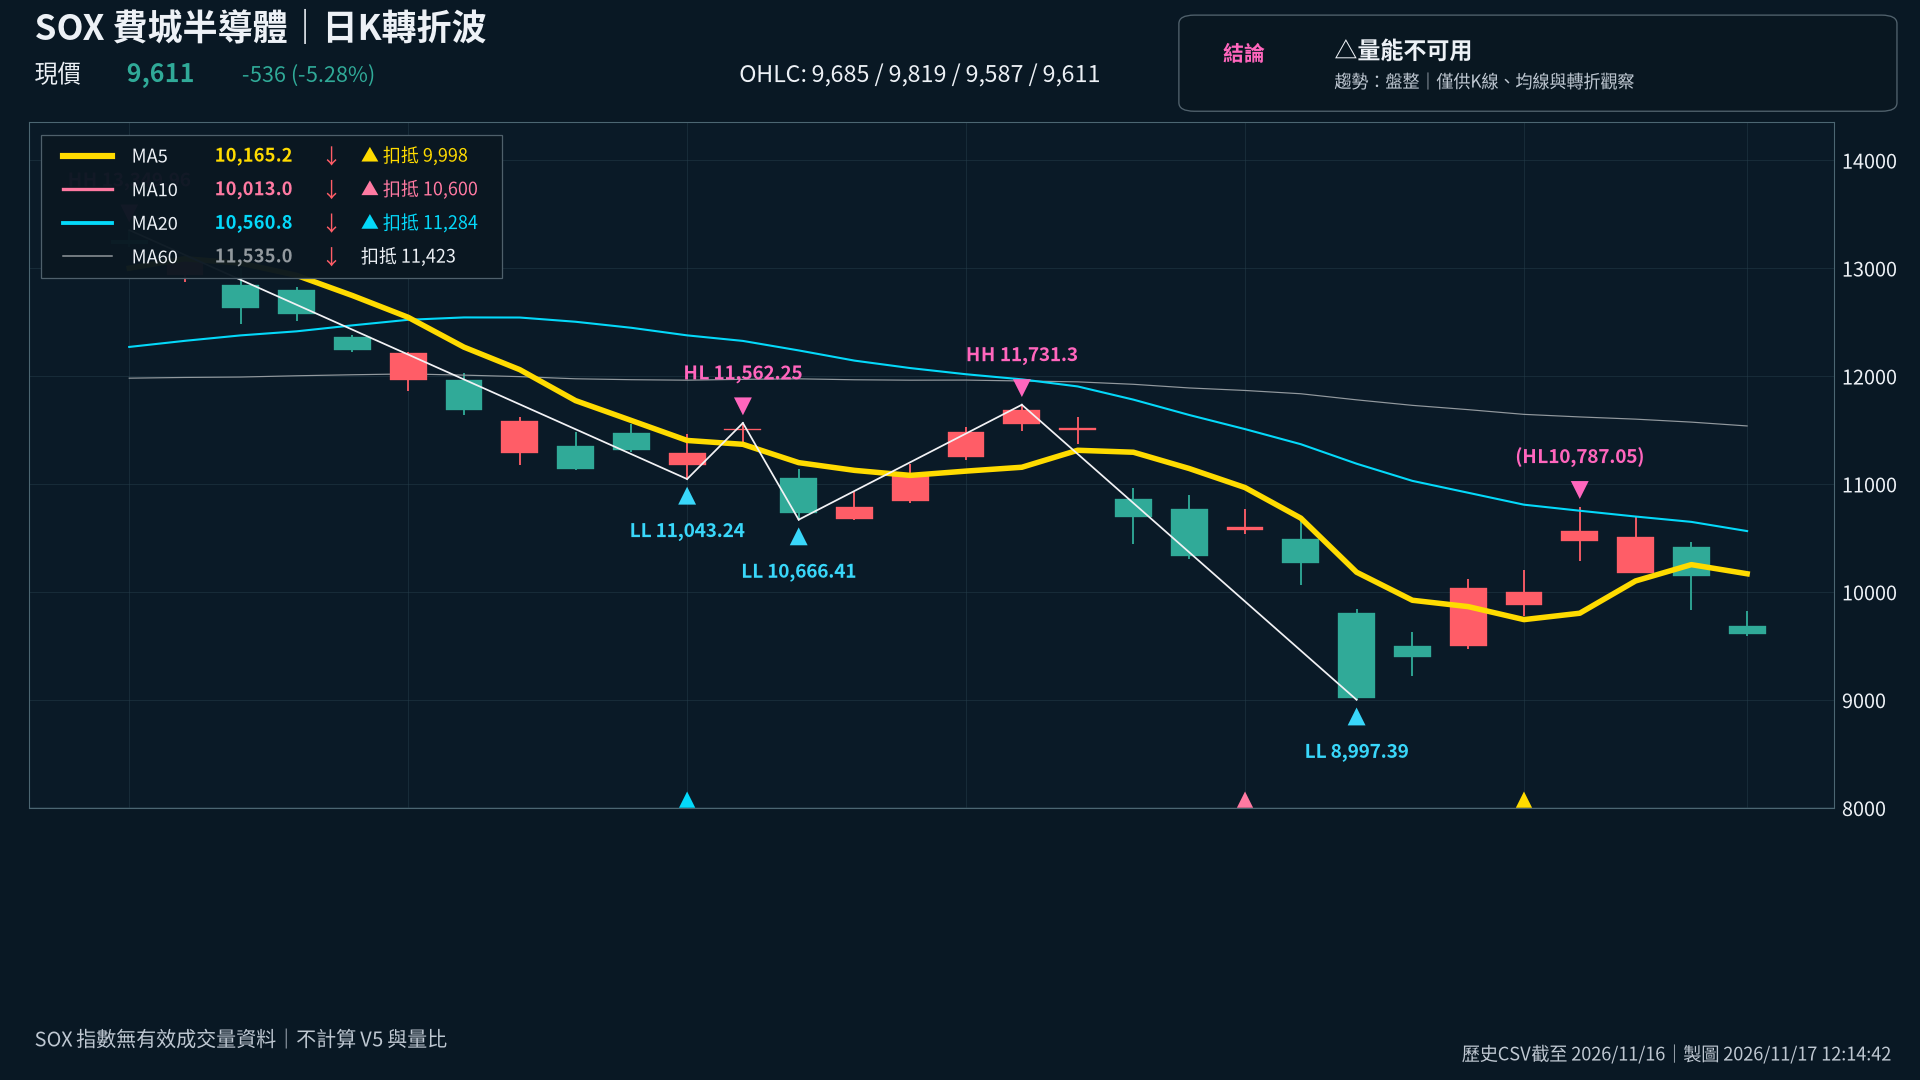 SOX 費城半導體｜日K轉折波
現價 9,611 -536 (-5.28%)
OHLC: 9,685 / 9,819 / 9,587 / 9,611
結論
△量能不可用
趨勢：盤整｜僅供K線、均線與轉折觀察
MA5 10,165.2 ↓ ▲扣抵 9,998
MA10 10,013.0 ↓ ▲扣抵 10,600
MA20 10,560.8 ↓ ▲扣抵 11,284
MA60 11,535.0 ↓ 扣抵 11,423
HL 11,562.25
HH 11,731.3
(HL10,787.05)
LL 11,043.24
LL 10,666.41
LL 8,997.39
14000
13000
12000
11000
10000
9000
8000
SOX 指數無有效成交量資料｜不計算 V5 與量比
歷史CSV截至 2026/11/16｜製圖 2026/11/17 12:14:42